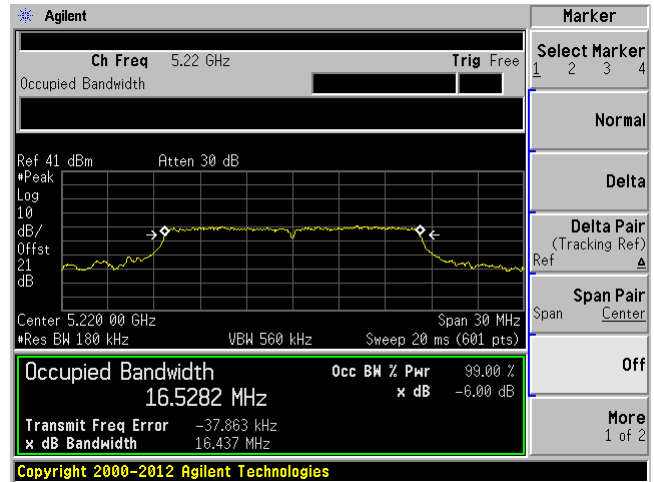 Agilent
Ch Freq 5.22 GHz Trig Free
Occupied Bandwidth
Ref 41 dBm Atten 30 dB
#Peak
Log
10
dB/
Offst
21
dB
Center 5.220 00 GHz Span 30 MHz
#Res BW 180 kHz VBW 560 kHz Sweep 20 ms (601 pts)
Occupied Bandwidth Occ BW % Pwr 99.00 %
16.5282 MHz x dB -6.00 dB
Transmit Freq Error -37.863 kHz
x dB Bandwidth 16.437 MHz
Copyright 2000-2012 Agilent Technologies
Marker
Select Marker
1 2 3 4
Normal
Delta
Delta Pair
(Tracking Ref)
Ref Δ
Span Pair
Span Center
Off
More
1 of 2